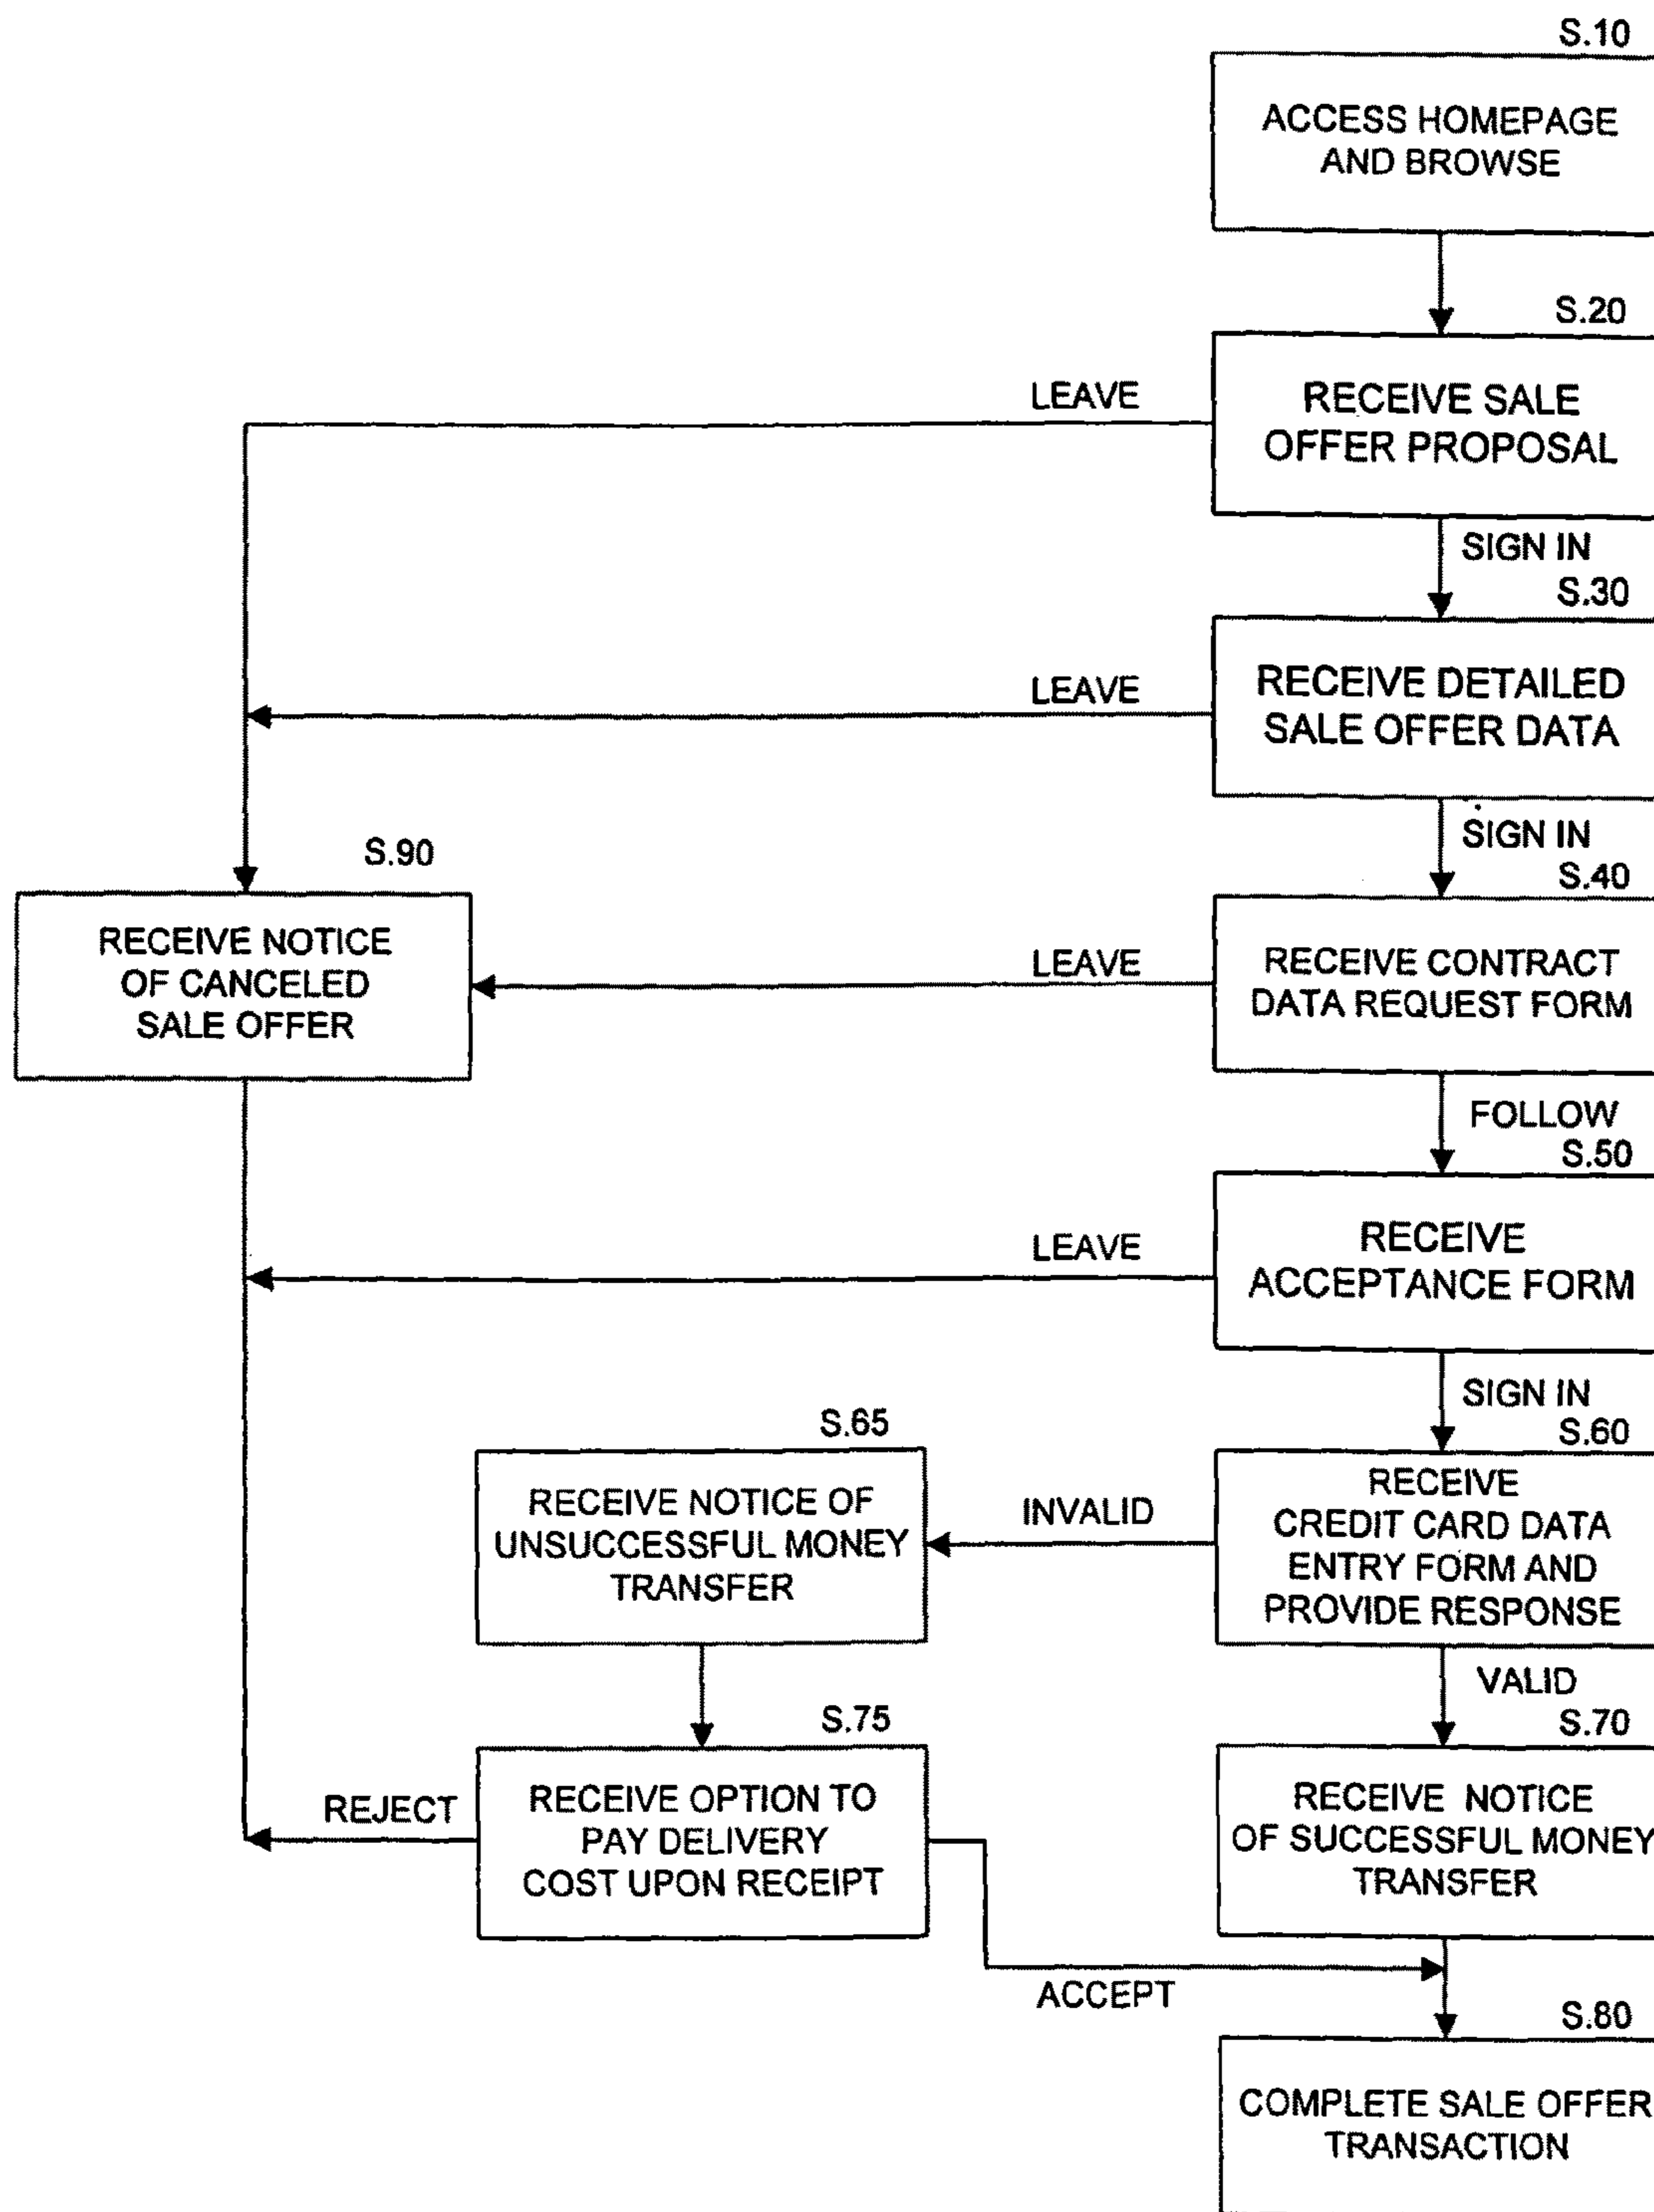 S.10
ACCESS HOMEPAGE
AND BROWSE
S.20
LEAVE
RECEIVE SALE
OFFER PROPOSAL
SIGN IN
S.30
LEAVE
RECEIVE DETAILED
SALE OFFER DATA
SIGN IN
S.40
S.90
RECEIVE NOTICE
OF CANCELED
SALE OFFER
LEAVE
RECEIVE CONTRACT
DATA REQUEST FORM
FOLLOW
S.50
LEAVE
RECEIVE
ACCEPTANCE FORM
SIGN IN
S.60
S.65
RECEIVE NOTICE OF
UNSUCCESSFUL MONEY
TRANSFER
INVALID
RECEIVE
CREDIT CARD DATA
ENTRY FORM AND
PROVIDE RESPONSE
VALID
S.70
S.75
REJECT
RECEIVE OPTION TO
PAY DELIVERY
COST UPON RECEIPT
RECEIVE NOTICE
OF SUCCESSFUL MONEY
TRANSFER
ACCEPT
S.80
COMPLETE SALE OFFER
TRANSACTION